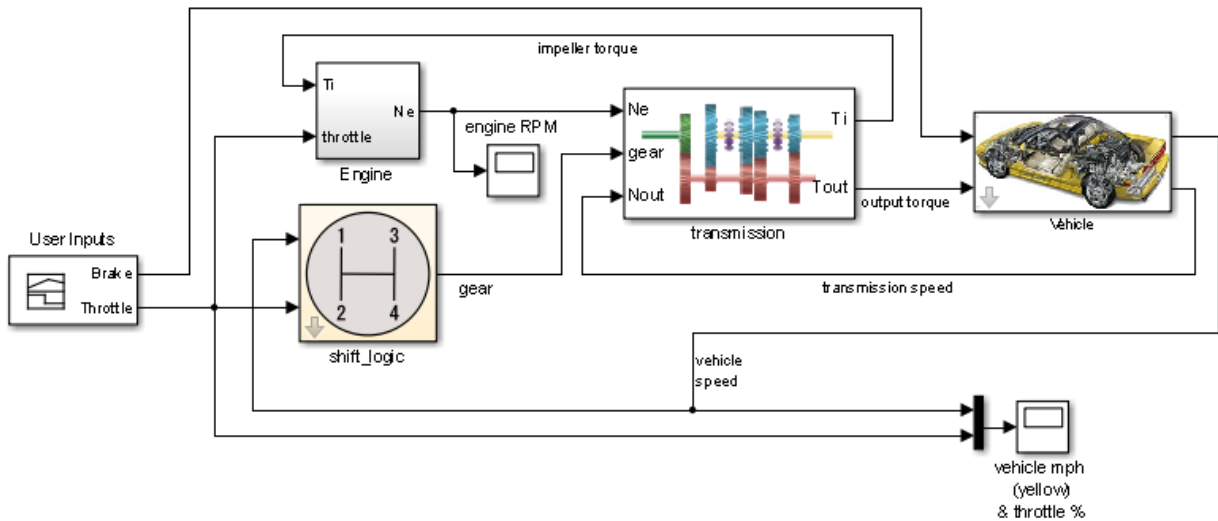 impeller torque
Ti
throttle
Ne
Engine
engine RPM
Ne
gear
Nout
Ti
Tout
transmission
output torque
Vehicle
transmission speed
User Inputs
Brake
Throttle
1
3
2
4
shift_logic
gear
vehicle
speed
vehicle mph
(yellow)
& throttle %